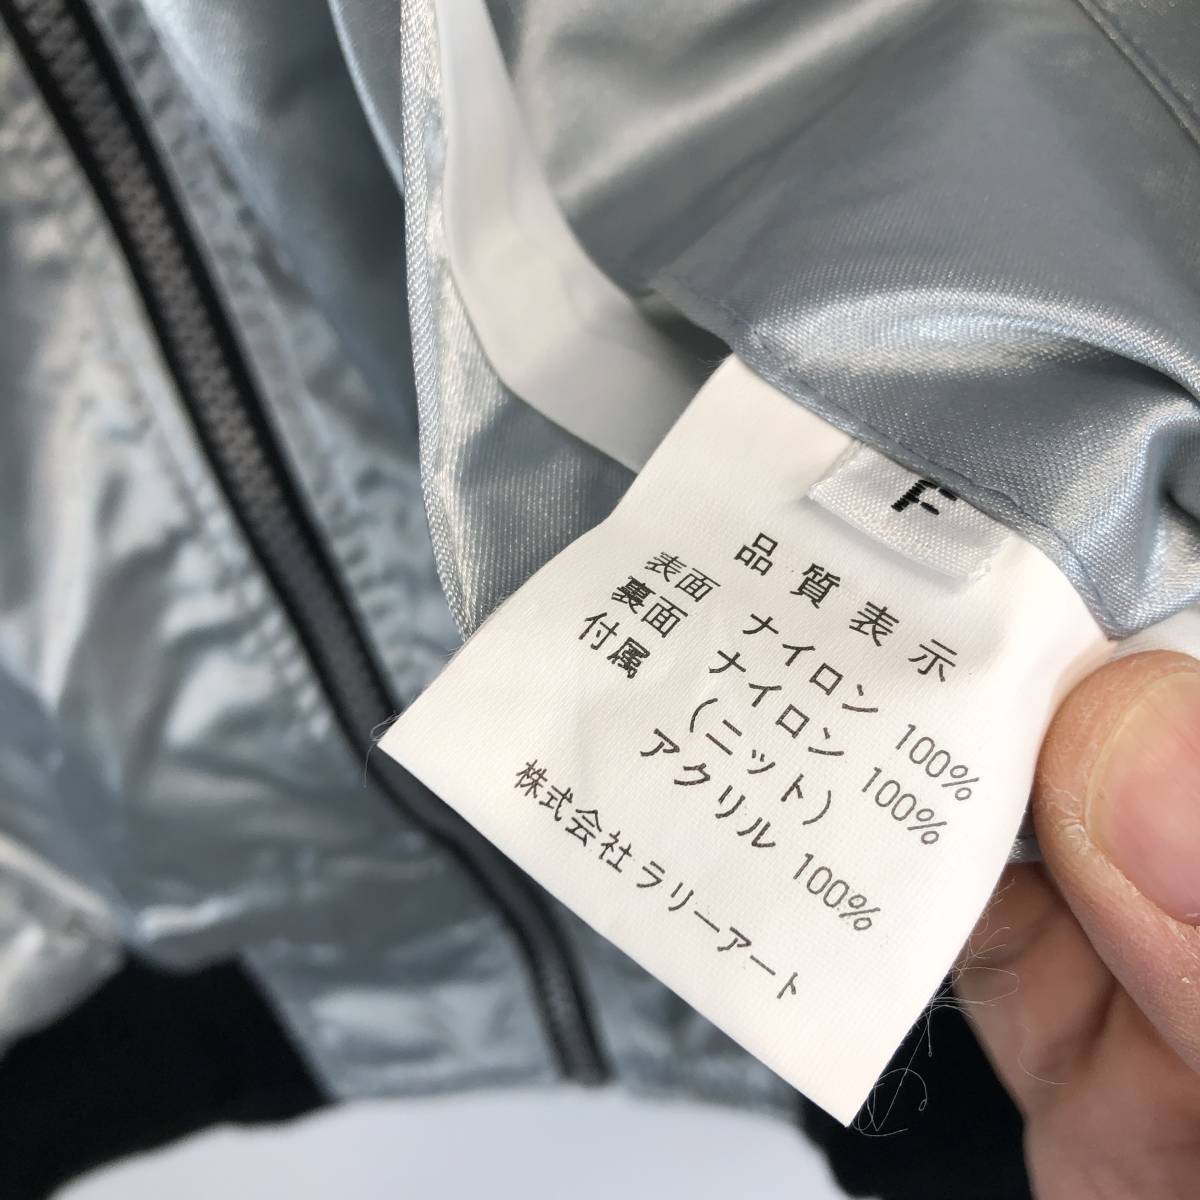 F
品質表示
表面 ナイロン 100%
裏面 ナイロン 100%
付属 (ニット)
アクリル 100%
株式会社ラリーアート